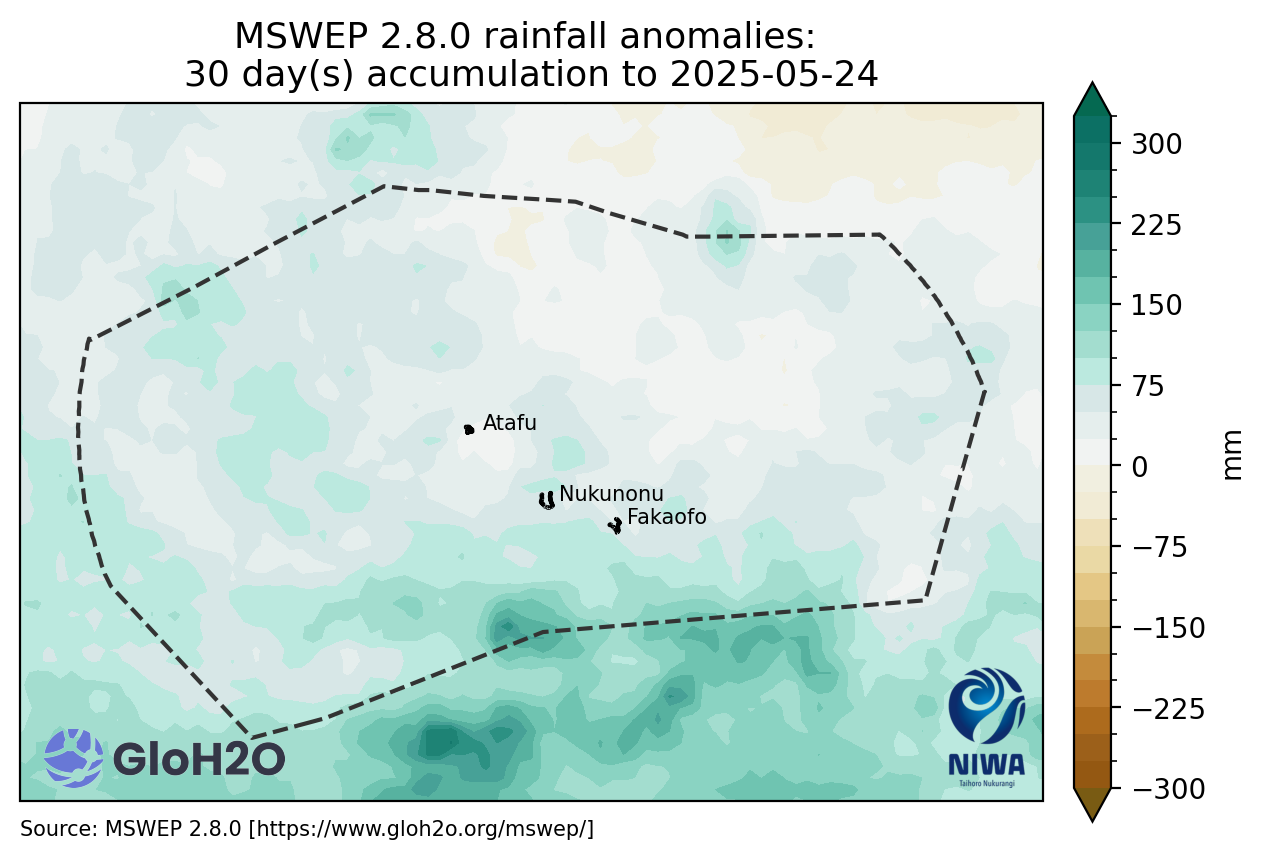 MSWEP 2.8.0 rainfall anomalies:
30 day(s) accumulation to 2025-05-24
300
225
150
75
0
−75
−150
−225
−300
mm
Atafu
Nukunonu
Fakaofo
GloH2O
NIWA
Taihoro Nukurangi
Source: MSWEP 2.8.0 [https://www.gloh2o.org/mswep/]